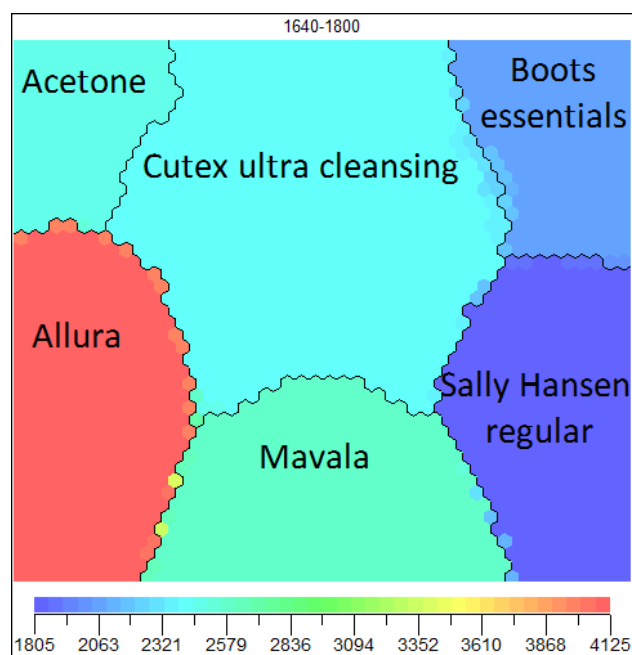 1640-1800
Acetone
Boots
essentials
Cutex ultra cleansing
Allura
Sally Hansen
regular
Mavala
1805 2063 2321 2579 2836 3094 3352 3610 3868 4125